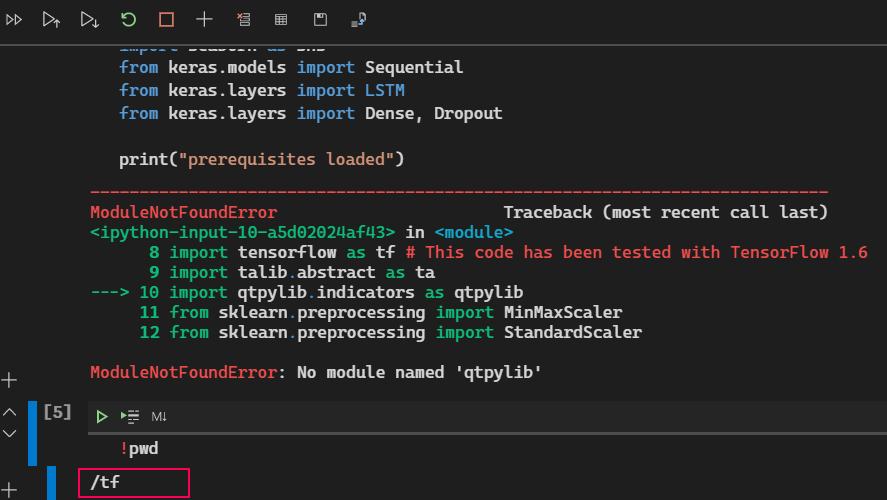 import seaborn as sns
from keras.models import Sequential
from keras.layers import LSTM
from keras.layers import Dense, Dropout
print("prerequisites loaded")
---------------------------------------------------------------------------
ModuleNotFoundError Traceback (most recent call last)
<ipython-input-10-a5d02024af43> in <module>
8 import tensorflow as tf # This code has been tested with TensorFlow 1.6
9 import talib.abstract as ta
---> 10 import qtpylib.indicators as qtpylib
11 from sklearn.preprocessing import MinMaxScaler
12 from sklearn.preprocessing import StandardScaler
ModuleNotFoundError: No module named 'qtpylib'
[5]
M↓
!pwd
/tf